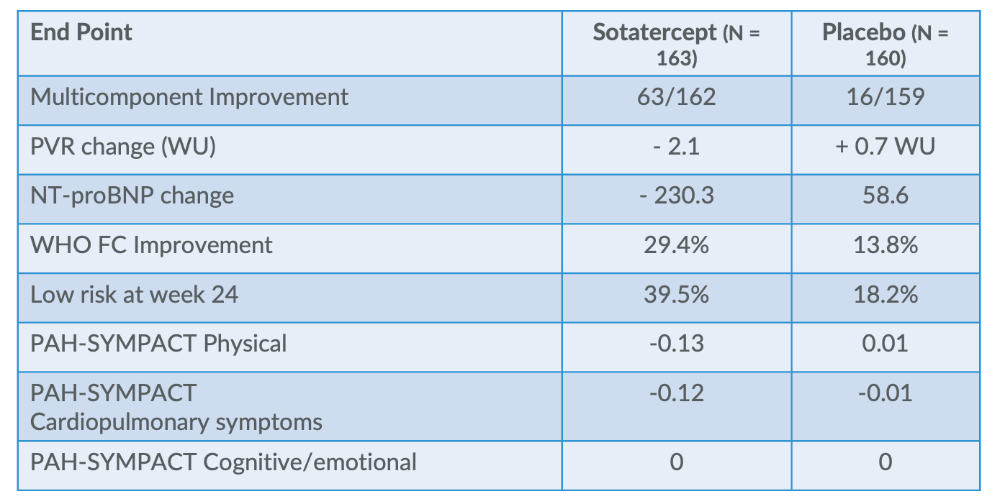 End Point Sotatercept (N = Placebo (N =
163) 160)
Multicomponent Improvement 63/162 16/159
PVR change (WU) - 2.1 + 0.7 WU
NT-proBNP change - 230.3 58.6
WHO FC Improvement 29.4% 13.8%
Low risk at week 24 39.5% 18.2%
PAH-SYMPACT Physical -0.13 0.01
PAH-SYMPACT -0.12 -0.01
Cardiopulmonary symptoms
PAH-SYMPACT Cognitive/emotional 0 0